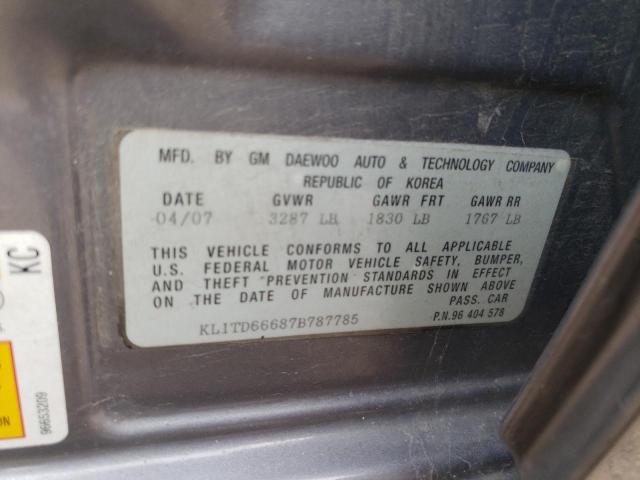 MFD. BY GM DAEWOO AUTO & TECHNOLOGY COMPANY
REPUBLIC OF KOREA
DATE GVWR GAWR FRT GAWR RR
04/07 3287 LB 1830 LB 1767 LB
THIS VEHICLE CONFORMS TO ALL APPLICABLE
U.S. FEDERAL MOTOR VEHICLE SAFETY, BUMPER,
AND THEFT PREVENTION STANDARDS IN EFFECT
ON THE DATE OF MANUFACTURE SHOWN ABOVE
PASS. CAR
KL1TD66687B787785
P.N.96 404 578
KC
96653209